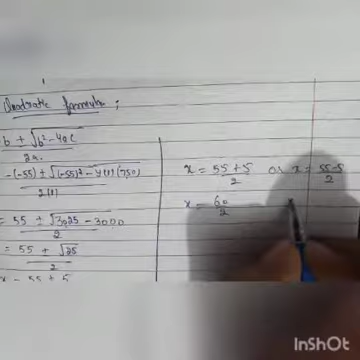 Quadratic formula ;
b ± √b² - 4ac
2a.
-(-55) ± √(-55)² - 4(1)(750)
2(1)
= 55 ± √3025 - 3000
2
= 55 ± √25
2
x = 55 ± 5
x = 55 + 5 or x = 55 - 5
2 2
x = 60
2
InShOt